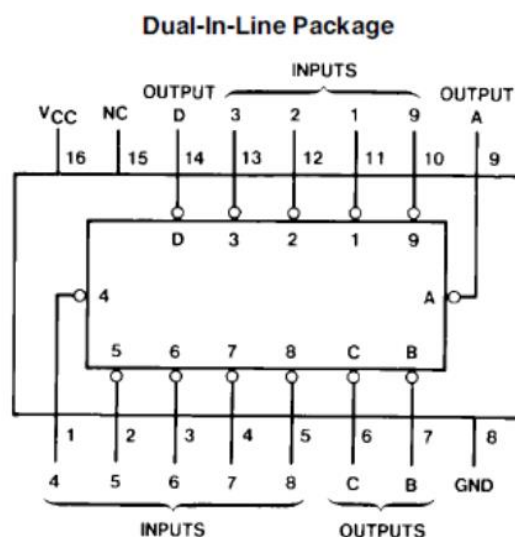 Dual-In-Line Package
INPUTS
OUTPUT OUTPUT
VCC NC D 3 2 1 9 A
16 15 14 13 12 11 10 9
D 3 2 1 9
4 A
5 6 7 8 C B
1 2 3 4 5 6 7 8
4 5 6 7 8 C B GND
INPUTS OUTPUTS